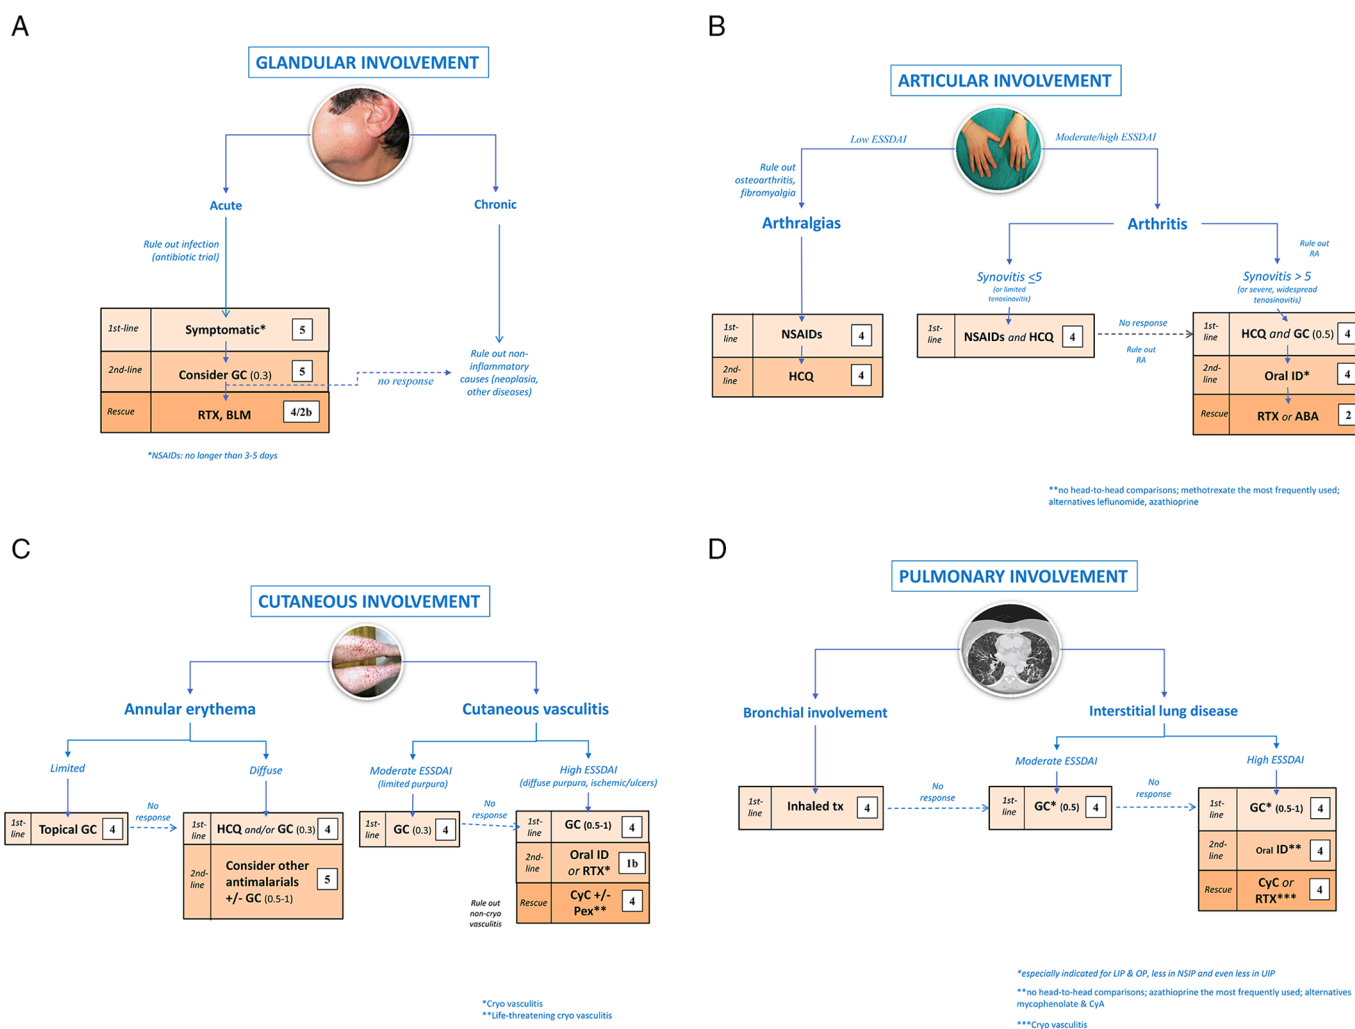 A
GLANDULAR INVOLVEMENT
Acute
Chronic
Rule out infection
(antibiotic trial)
1st-line
Symptomatic*
5
2nd-line
Consider GC (0.3)
5
Rescue
RTX, BLM
4/2b
no response
Rule out non-
inflammatory
causes (neoplasia,
other diseases)
*NSAIDs: no longer than 3-5 days
B
ARTICULAR INVOLVEMENT
Low ESSDAI
Moderate/high ESSDAI
Rule out
osteoarthritis,
fibromyalgia
Arthralgias
Arthritis
Synovitis ≤5
(or limited
tenosinovitis)
Rule out
RA
Synovitis > 5
(or severe, widespread
tenosinovitis)
1st-
line
NSAIDs
4
2nd-
line
HCQ
4
1st-
line
NSAIDs and HCQ
4
No response
Rule out
RA
1st-
line
HCQ and GC (0.5)
4
2nd-
line
Oral ID*
4
Rescue
RTX or ABA
2
**no head-to-head comparisons; methotrexate the most frequently used;
alternatives leflunomide, azathioprine
C
CUTANEOUS INVOLVEMENT
Annular erythema
Cutaneous vasculitis
Limited
Diffuse
Moderate ESSDAI
(limited purpura)
High ESSDAI
(diffuse purpura, ischemic/ulcers)
1st-
line
Topical GC
4
No
response
1st-
line
HCQ and/or GC (0.3)
4
2nd-
line
Consider other
antimalarials
+/- GC (0.5-1)
5
1st-
line
GC (0.3)
4
No
response
1st-
line
GC (0.5-1)
4
2nd-
line
Oral ID
or RTX*
1b
Rescue
CyC +/-
Pex**
4
Rule out
non-cryo
vasculitis
*Cryo vasculitis
**Life-threatening cryo vasculitis
D
PULMONARY INVOLVEMENT
Bronchial involvement
Interstitial lung disease
Moderate ESSDAI
High ESSDAI
1st-
line
Inhaled tx
4
No
response
1st-
line
GC* (0.5)
4
No
response
1st-
line
GC* (0.5-1)
4
2nd-
line
Oral ID**
4
Rescue
CyC or
RTX***
4
*especially indicated for LIP & OP, less in NSIP and even less in UIP
**no head-to-head comparisons; azathioprine the most frequently used; alternatives
mycophenolate & CyA
***Cryo vasculitis